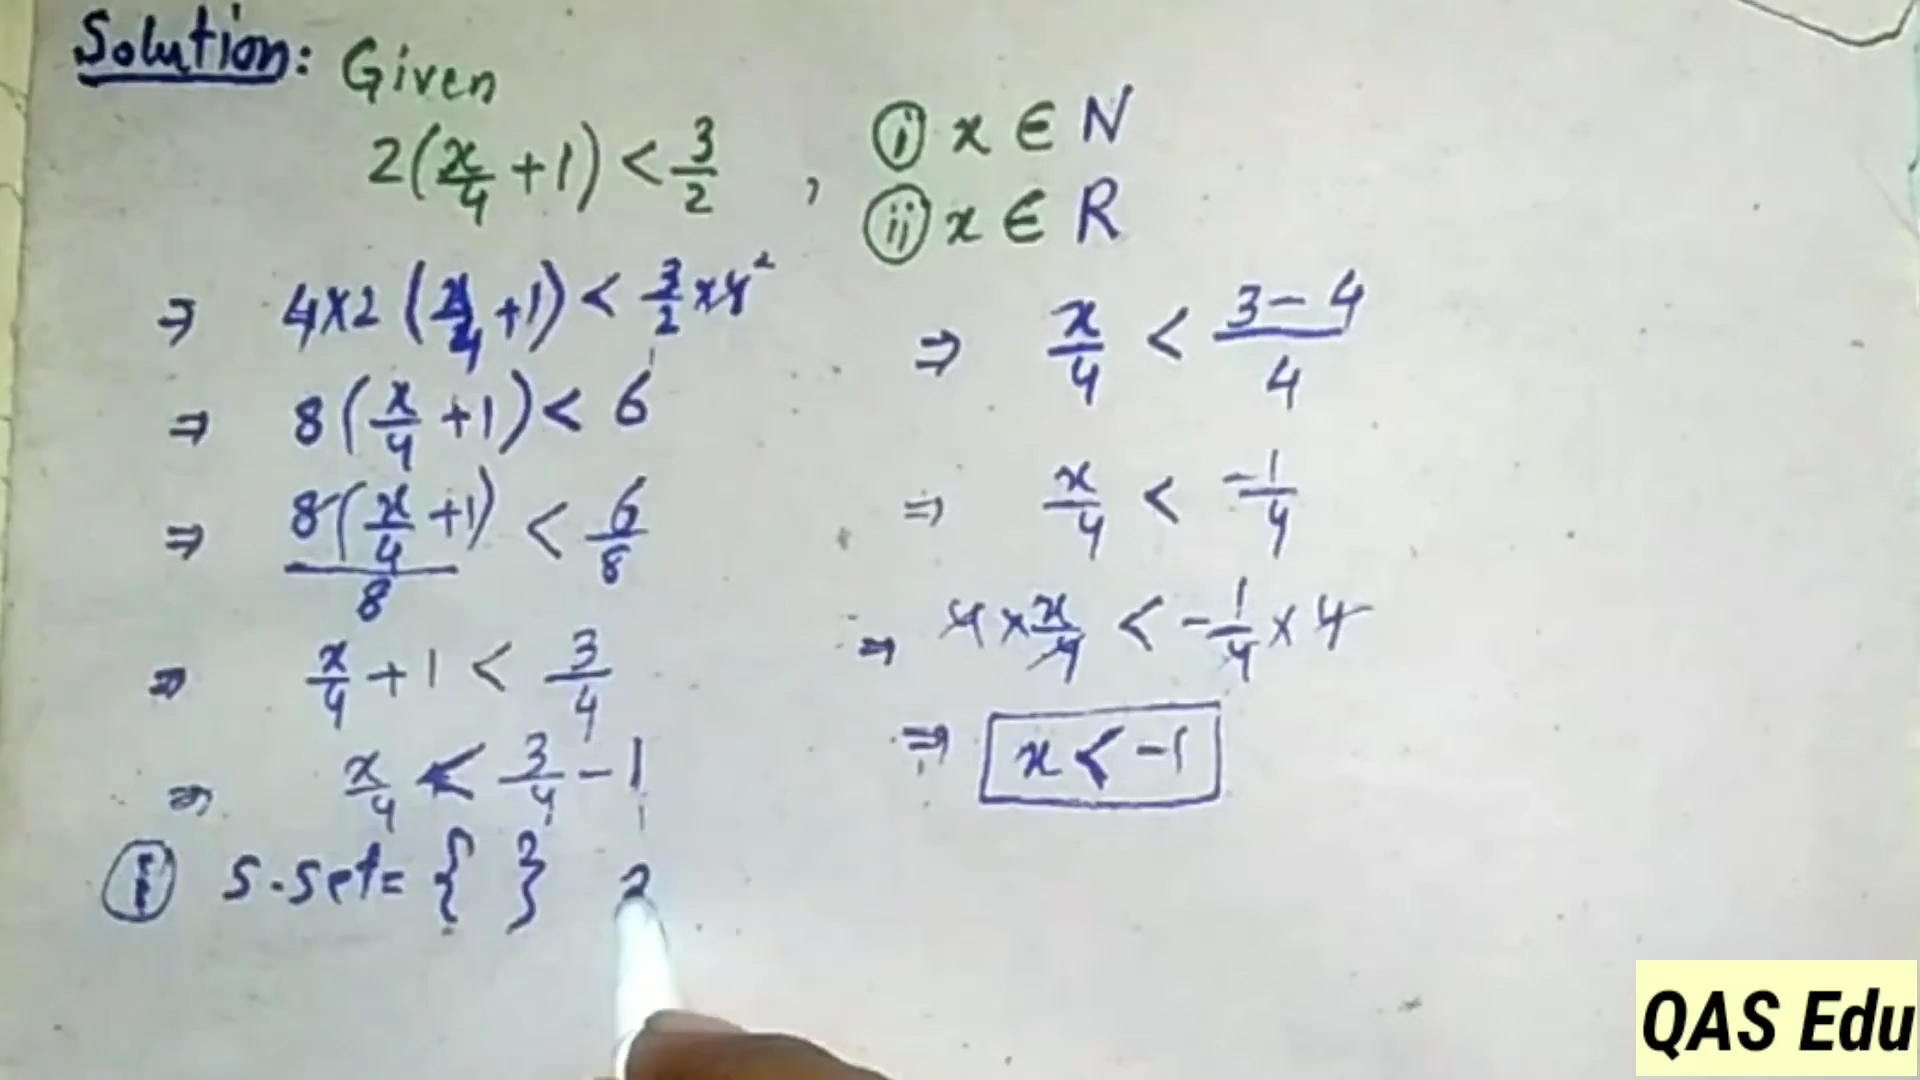 Solution: Given
2(x/4 + 1) < 3/2 , (i) x ∈ N
(ii) x ∈ R
⇒ 4×2 (x/4 + 1) < 3/2 × 4 2
⇒ 8 (x/4 + 1) < 6
⇒ 8(x/4 + 1)/8 < 6/8
⇒ x/4 + 1 < 3/4
⇒ x/4 < 3/4 - 1
(i) S.Set = { }
⇒ x/4 < (3 - 4)/4
⇒ x/4 < -1/4
⇒ 4 × x/4 < -1/4 × 4
⇒ x < -1
QAS Edu